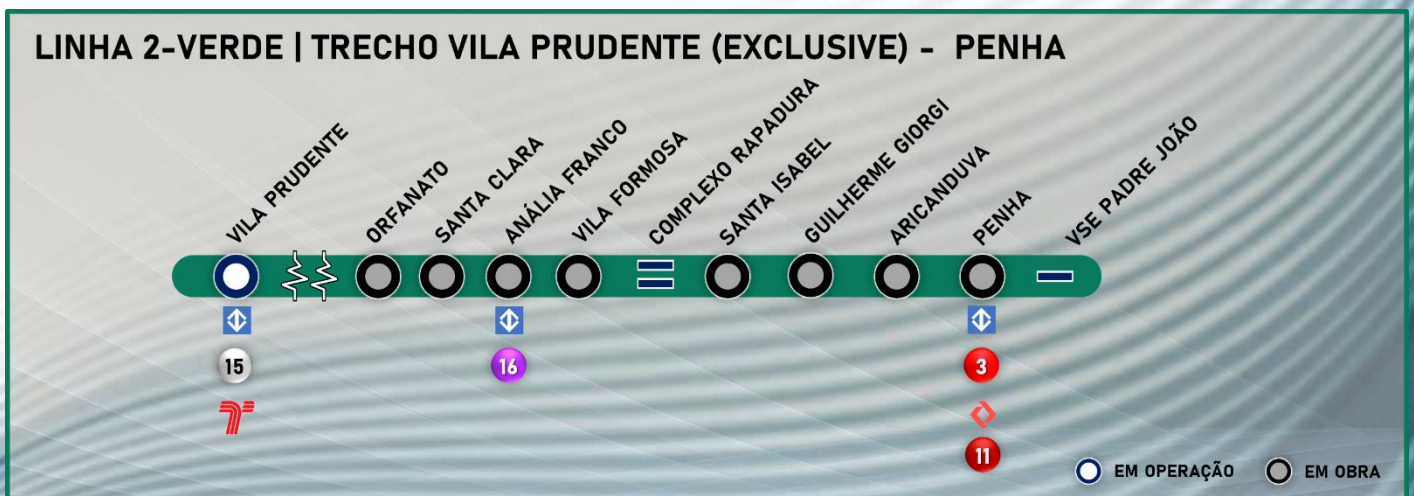 LINHA 2-VERDE | TRECHO VILA PRUDENTE (EXCLUSIVE) - PENHA
VILA PRUDENTE
ORFANATO
SANTA CLARA
ANÁLIA FRANCO
VILA FORMOSA
COMPLEXO RAPADURA
SANTA ISABEL
GUILHERME GIORGI
ARICANDUVA
PENHA
VSE PADRE JOÃO
15
16
3
11
EM OPERAÇÃO
EM OBRA